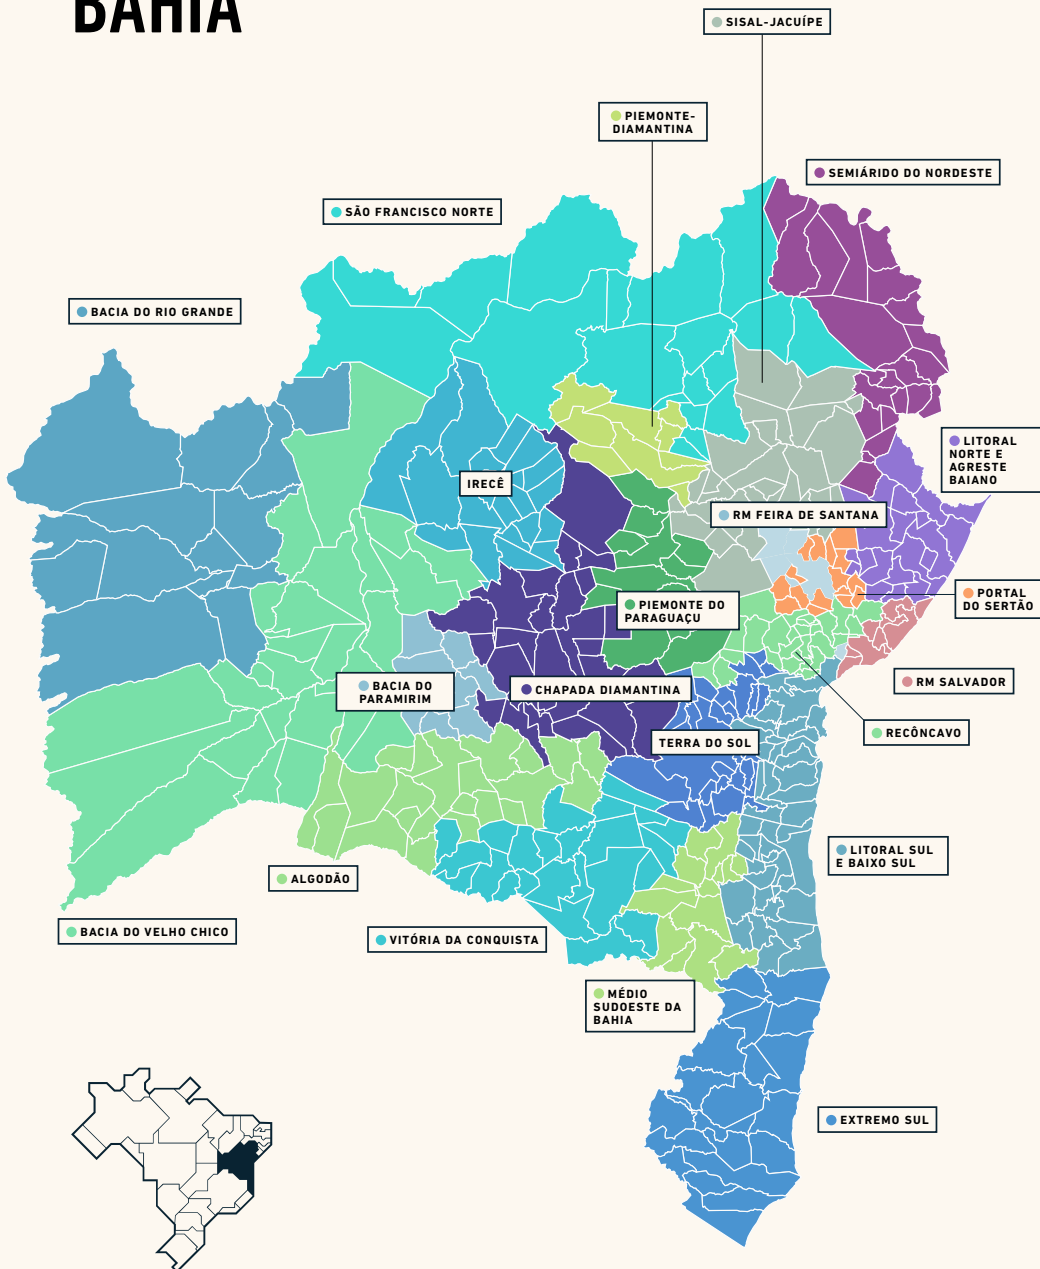 BAHIA
SISAL-JACUÍPE
PIEMONTE-
DIAMANTINA
SEMIÁRIDO DO NORDESTE
SÃO FRANCISCO NORTE
BACIA DO RIO GRANDE
LITORAL
NORTE E
AGRESTE
BAIANO
IRECÊ
RM FEIRA DE SANTANA
PORTAL
DO SERTÃO
PIEMONTE DO
PARAGUAÇU
RM SALVADOR
BACIA DO
PARAMIRIM
CHAPADA DIAMANTINA
RECÔNCAVO
TERRA DO SOL
LITORAL SUL
E BAIXO SUL
ALGODÃO
BACIA DO VELHO CHICO
VITÓRIA DA CONQUISTA
MÉDIO
SUDOESTE DA
BAHIA
EXTREMO SUL